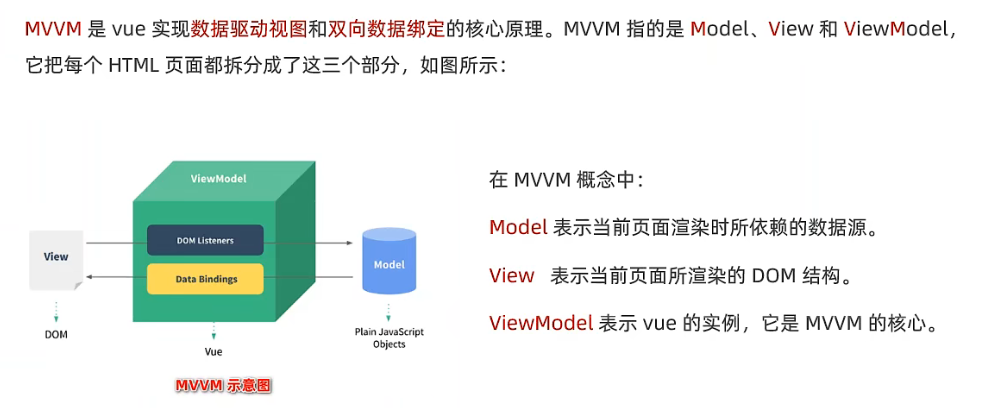 MVVM 是 vue 实现数据驱动视图和双向数据绑定的核心原理。MVVM 指的是 Model、View 和 ViewModel，
它把每个 HTML 页面都拆分成了这三个部分，如图所示：
ViewModel
DOM Listeners
View
Model
Data Bindings
DOM
Plain JavaScript
Objects
Vue
MVVM 示意图
在 MVVM 概念中：
Model 表示当前页面渲染时所依赖的数据源。
View 表示当前页面所渲染的 DOM 结构。
ViewModel 表示 vue 的实例，它是 MVVM 的核心。